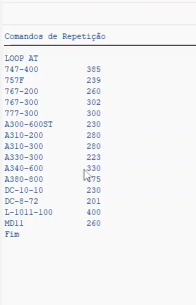 Comandos de Repetição
LOOP AT
747-400 385
757F 239
767-200 260
767-300 302
777-300 300
A300-600ST 230
A310-200 280
A310-300 280
A330-300 223
A340-600 330
A380-800 475
DC-10-10 230
DC-8-72 201
L-1011-100 400
MD11 260
Fim